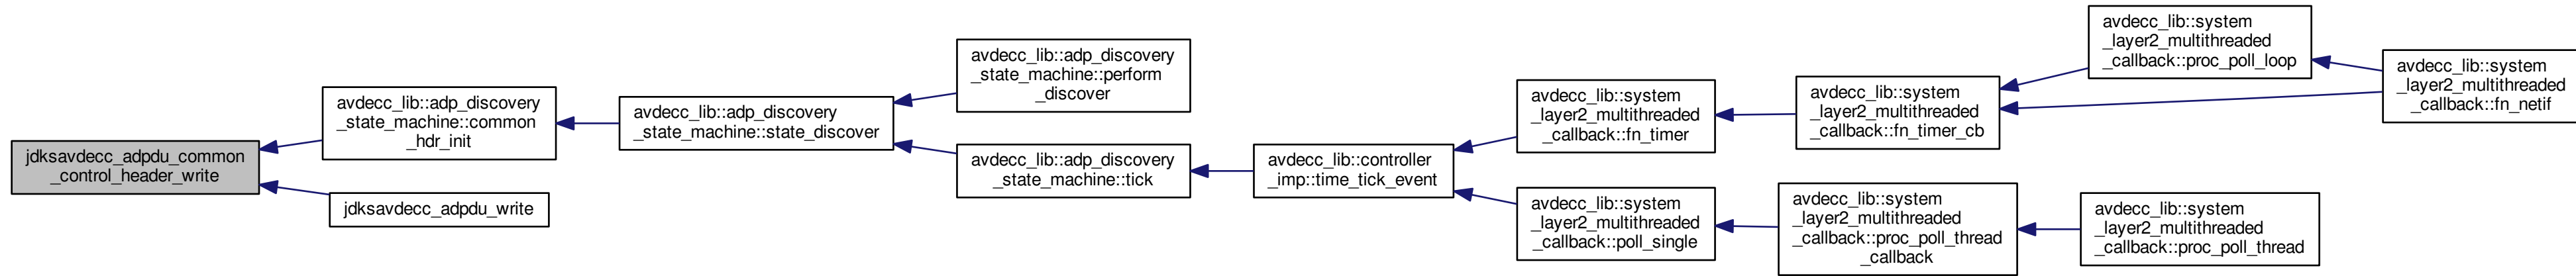 jdksavdecc_adpdu_common
_control_header_write
avdecc_lib::adp_discovery
_state_machine::common
_hdr_init
jdksavdecc_adpdu_write
avdecc_lib::adp_discovery
_state_machine::state_discover
avdecc_lib::adp_discovery
_state_machine::perform
_discover
avdecc_lib::adp_discovery
_state_machine::tick
avdecc_lib::controller
_imp::time_tick_event
avdecc_lib::system
_layer2_multithreaded
_callback::fn_timer
avdecc_lib::system
_layer2_multithreaded
_callback::poll_single
avdecc_lib::system
_layer2_multithreaded
_callback::fn_timer_cb
avdecc_lib::system
_layer2_multithreaded
_callback::proc_poll_thread
_callback
avdecc_lib::system
_layer2_multithreaded
_callback::proc_poll_loop
avdecc_lib::system
_layer2_multithreaded
_callback::fn_netif
avdecc_lib::system
_layer2_multithreaded
_callback::proc_poll_thread